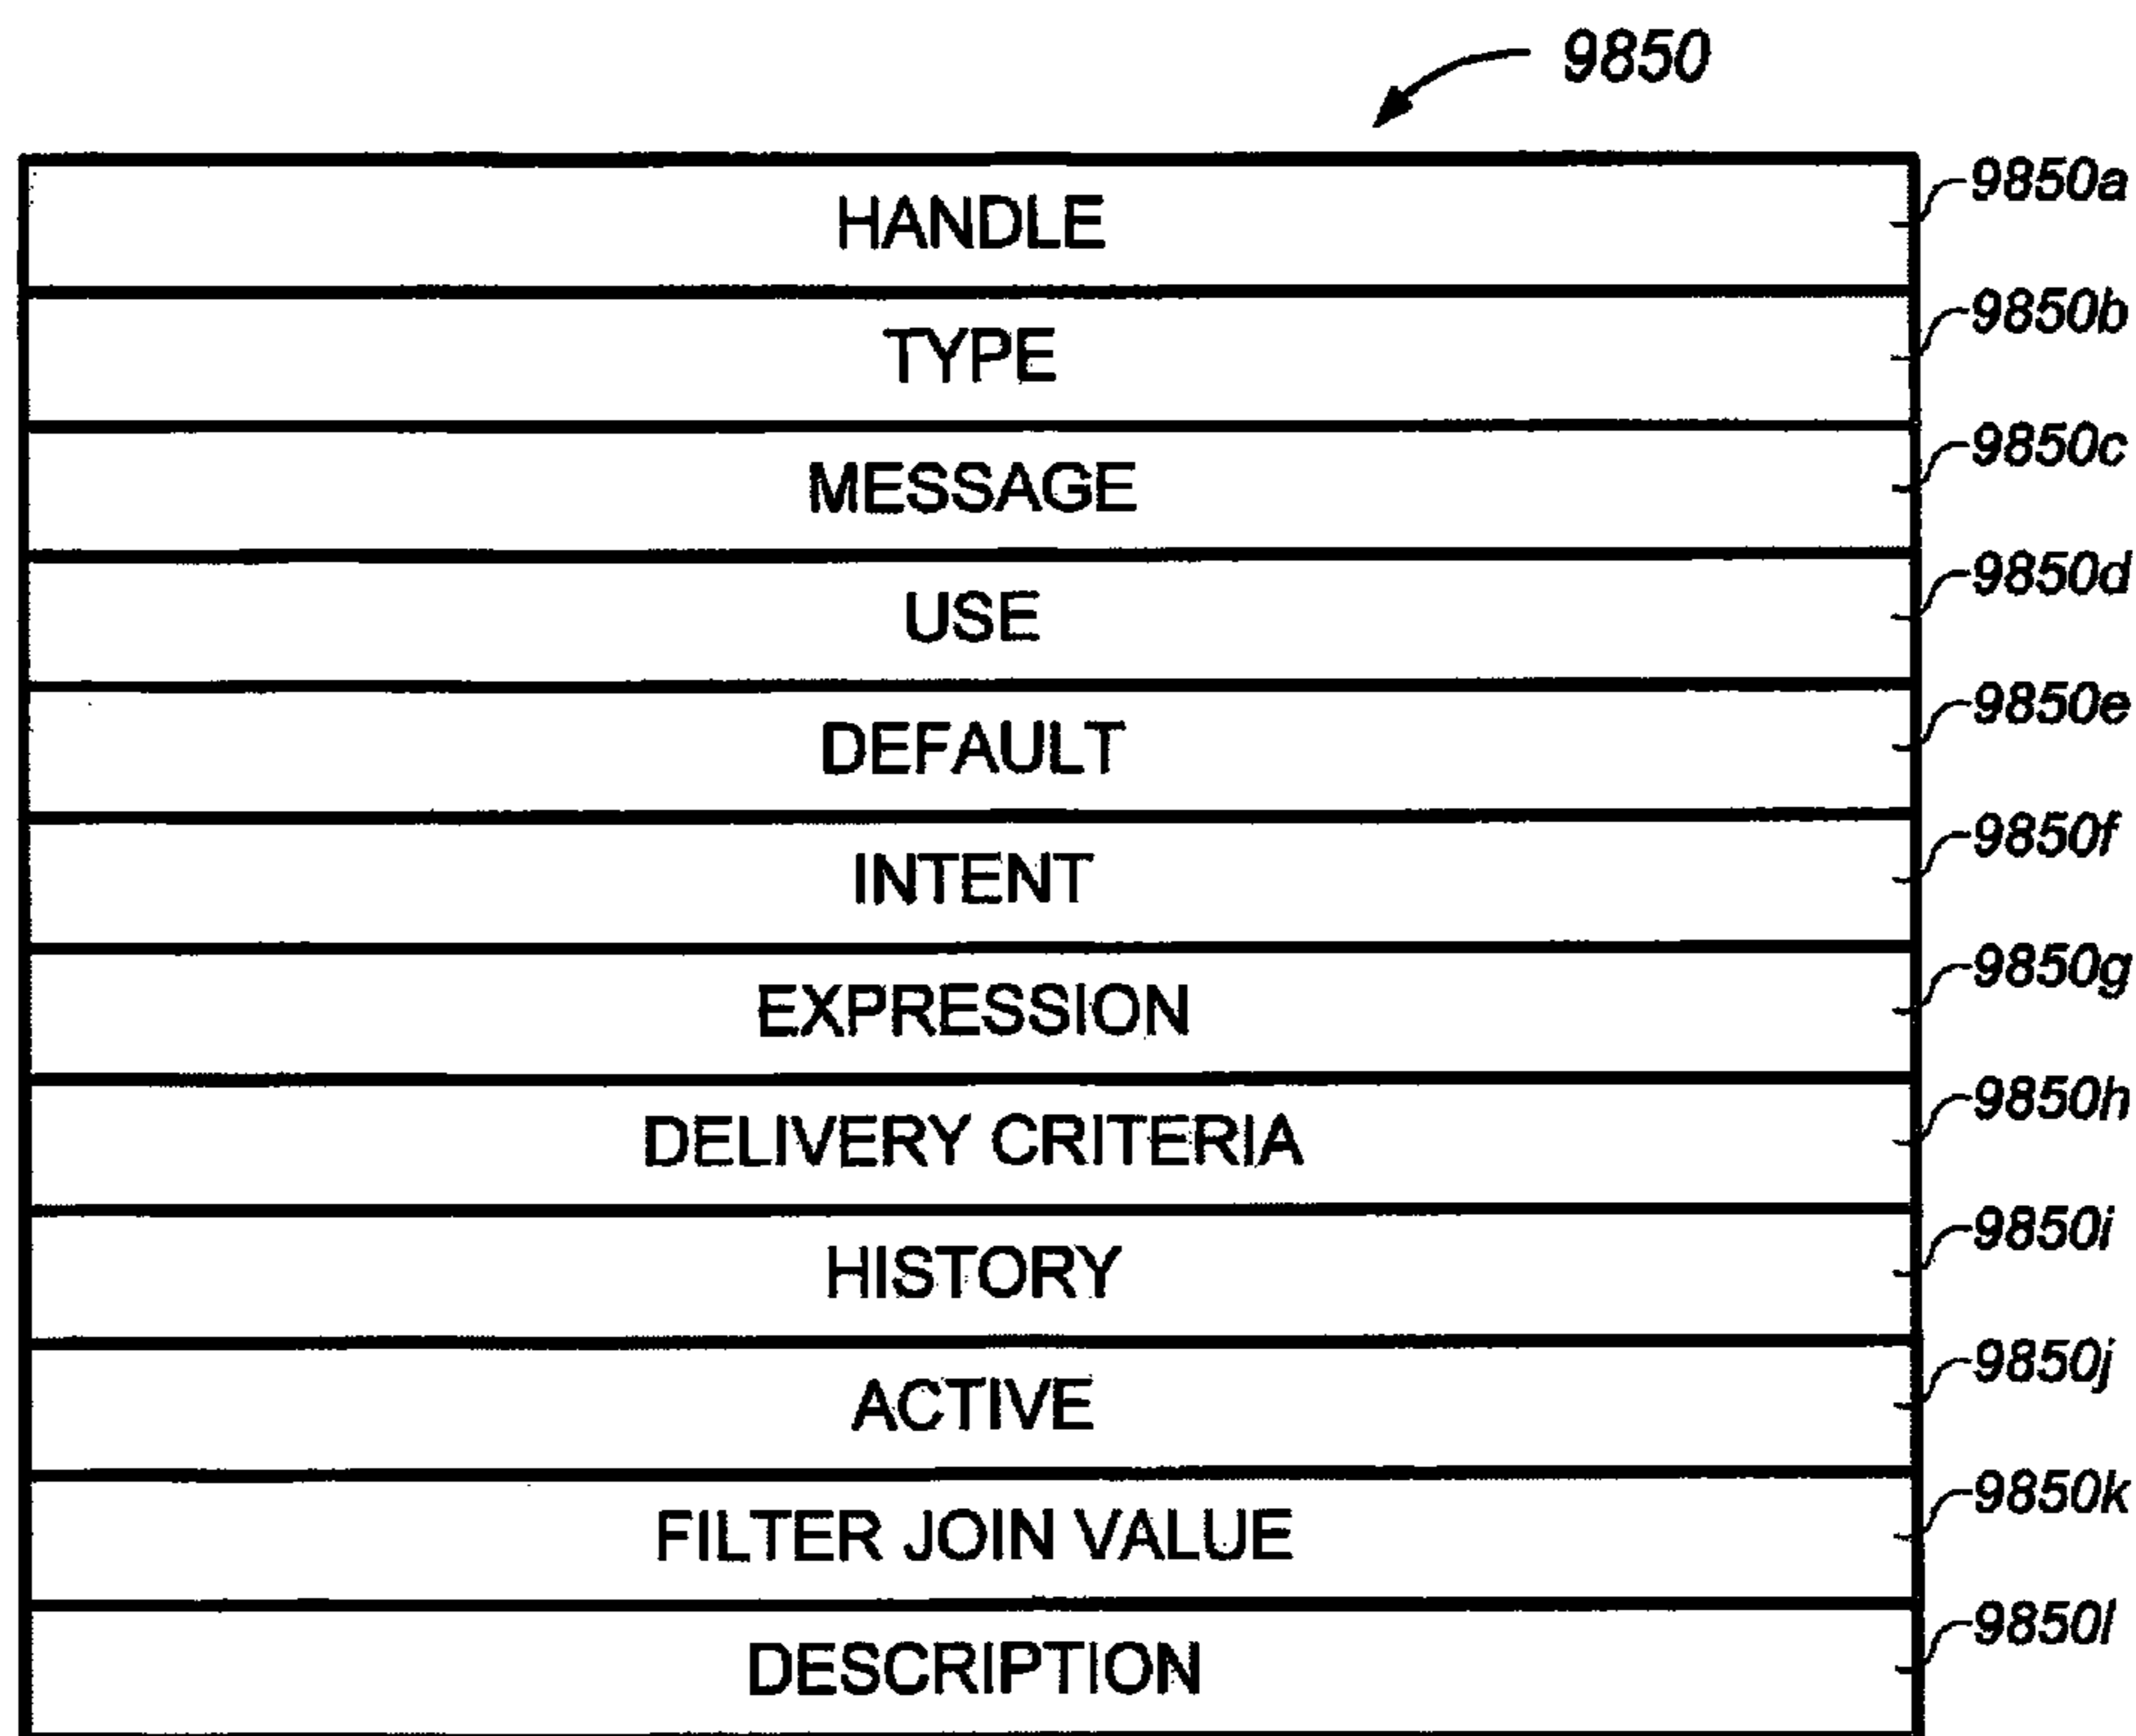 9850
HANDLE 9850a
TYPE 9850b
MESSAGE 9850c
USE 9850d
DEFAULT 9850e
INTENT 9850f
EXPRESSION 9850g
DELIVERY CRITERIA 9850h
HISTORY 9850i
ACTIVE 9850j
FILTER JOIN VALUE 9850k
DESCRIPTION 9850l